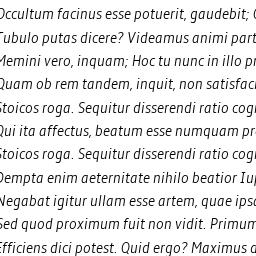 Occultum facinus esse potuerit, gaudebit;
Tubulo putas dicere? Videamus animi part
Memini vero, inquam; Hoc tu nunc in illo pr
Quam ob rem tandem, inquit, non satisfaci
Stoicos roga. Sequitur disserendi ratio cog
Qui ita affectus, beatum esse numquam pr
Stoicos roga. Sequitur disserendi ratio cog
Dempta enim aeternitate nihilo beatior Iup
Negabat igitur ullam esse artem, quae ipsa
Sed quod proximum fuit non vidit. Primum
Efficiens dici potest. Quid ergo? Maximus d